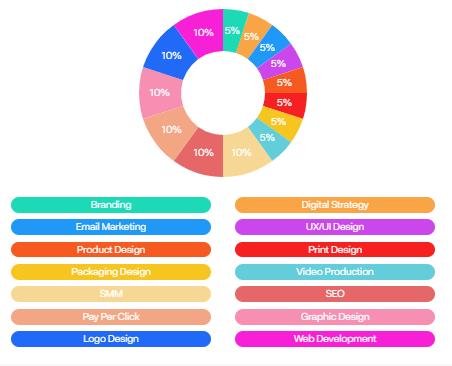 10%
5%
5%
10%
5%
5%
10%
5%
5%
10%
5%
5%
10%
10%
Branding
Digital Strategy
Email Marketing
UX/UI Design
Product Design
Print Design
Packaging Design
Video Production
SMM
SEO
Pay Per Click
Graphic Design
Logo Design
Web Development